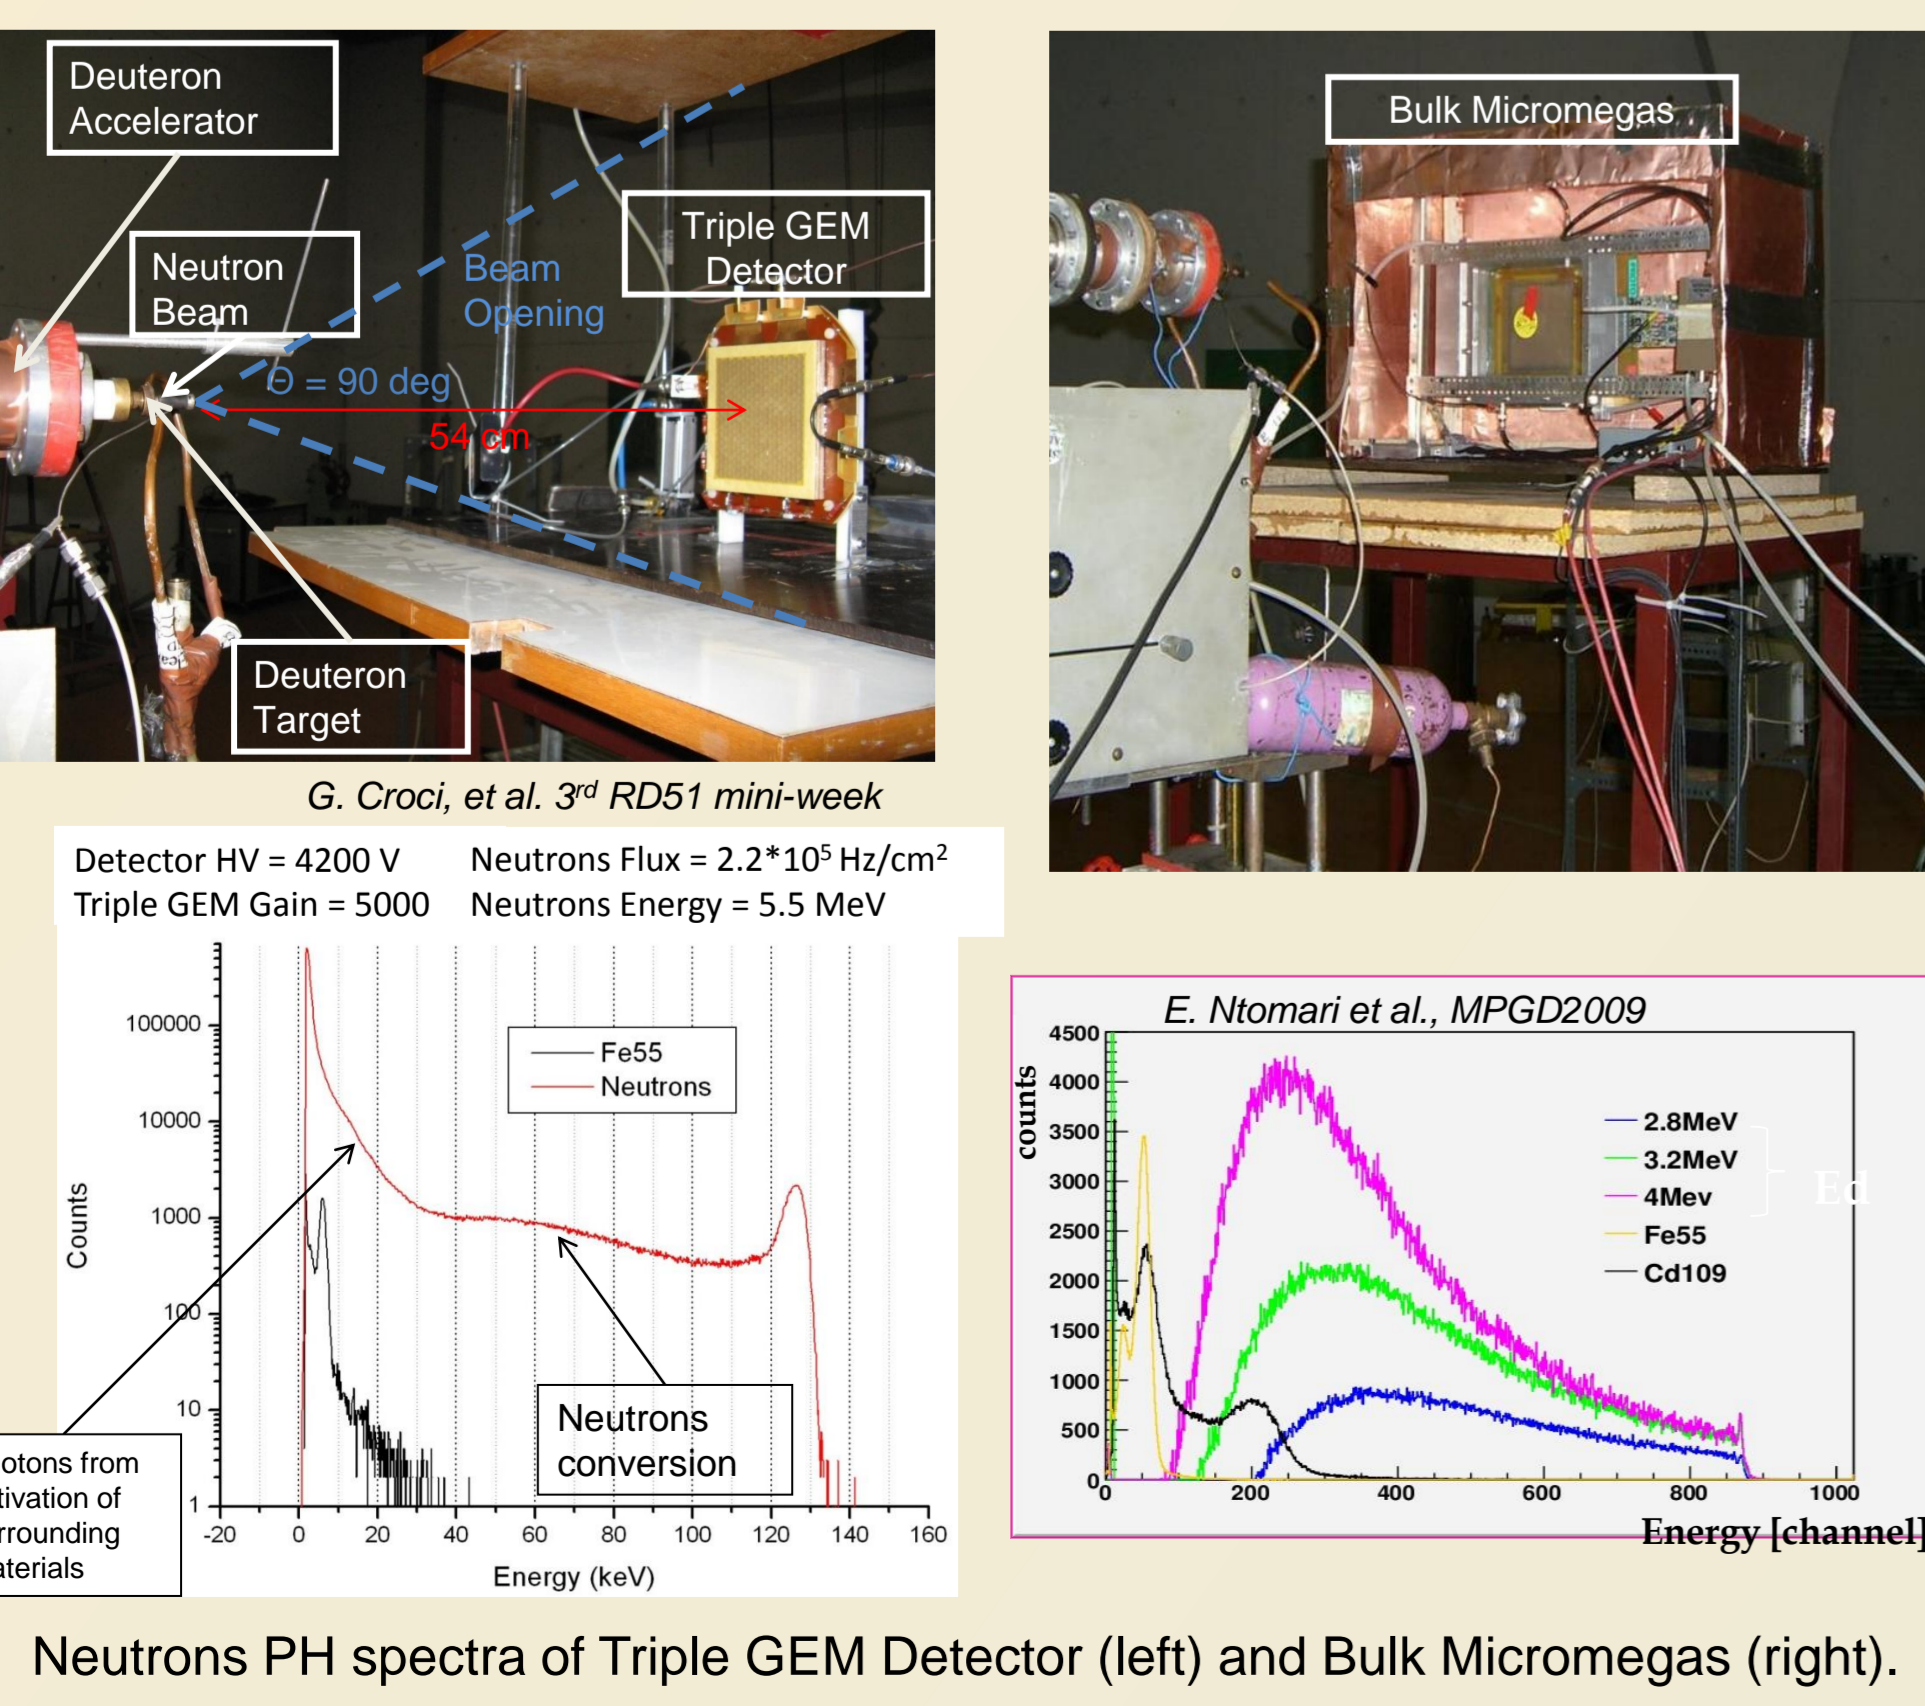 Deuteron
Accelerator
Neutron
Beam
Beam
Opening
Triple GEM
Detector
Θ = 90 deg
54 cm
Deuteron
Target
Bulk Micromegas
G. Croci, et al. 3rd RD51 mini-week
Detector HV = 4200 V
Neutrons Flux = 2.2*10⁵ Hz/cm²
Triple GEM Gain = 5000
Neutrons Energy = 5.5 MeV
100000
10000
1000
100
10
1
Counts
Fe55
Neutrons
Neutrons
conversion
otons from
tivation of
rrounding
aterials
-20 0 20 40 60 80 100 120 140 160
Energy (keV)
E. Ntomari et al., MPGD2009
counts
4500
4000
3500
3000
2500
2000
1500
1000
500
0
2.8MeV
3.2MeV
4Mev
Fe55
Cd109
Ed
0 200 400 600 800 1000
Energy [channel]
Neutrons PH spectra of Triple GEM Detector (left) and Bulk Micromegas (right).